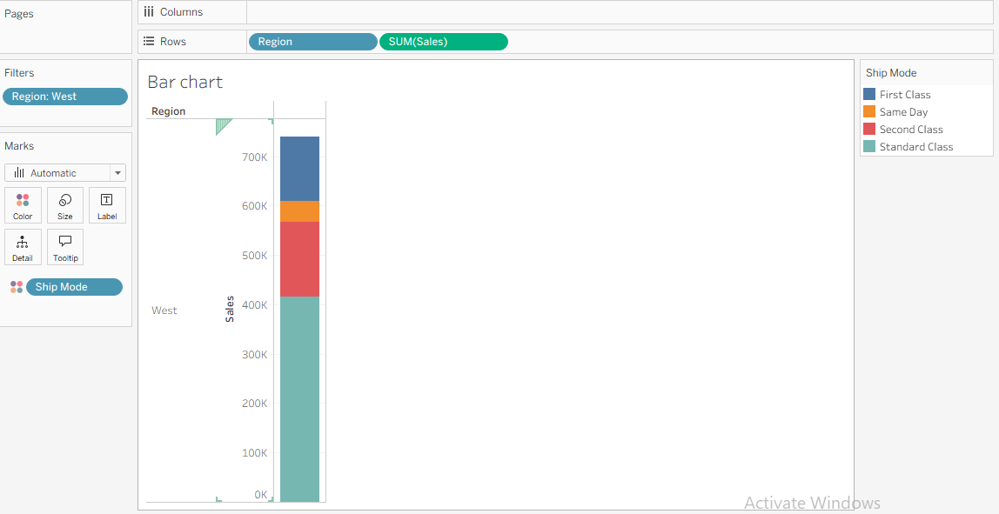 Pages
Columns
Rows
Region
SUM(Sales)
Filters
Region: West
Marks
Automatic
Color
Size
Label
Detail
Tooltip
Ship Mode
Bar chart
Region
West
Sales
700K
600K
500K
400K
300K
200K
100K
0K
Ship Mode
First Class
Same Day
Second Class
Standard Class
Activate Windows